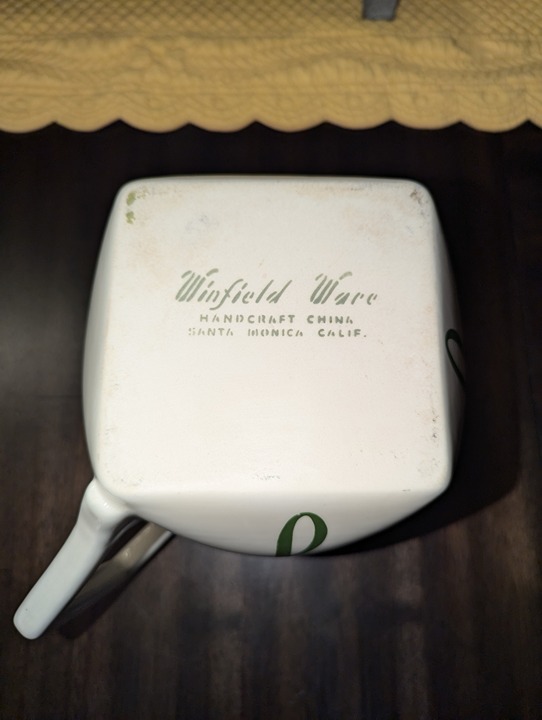 Winfield Ware
HANDCRAFT CHINA
SANTA MONICA CALIF.